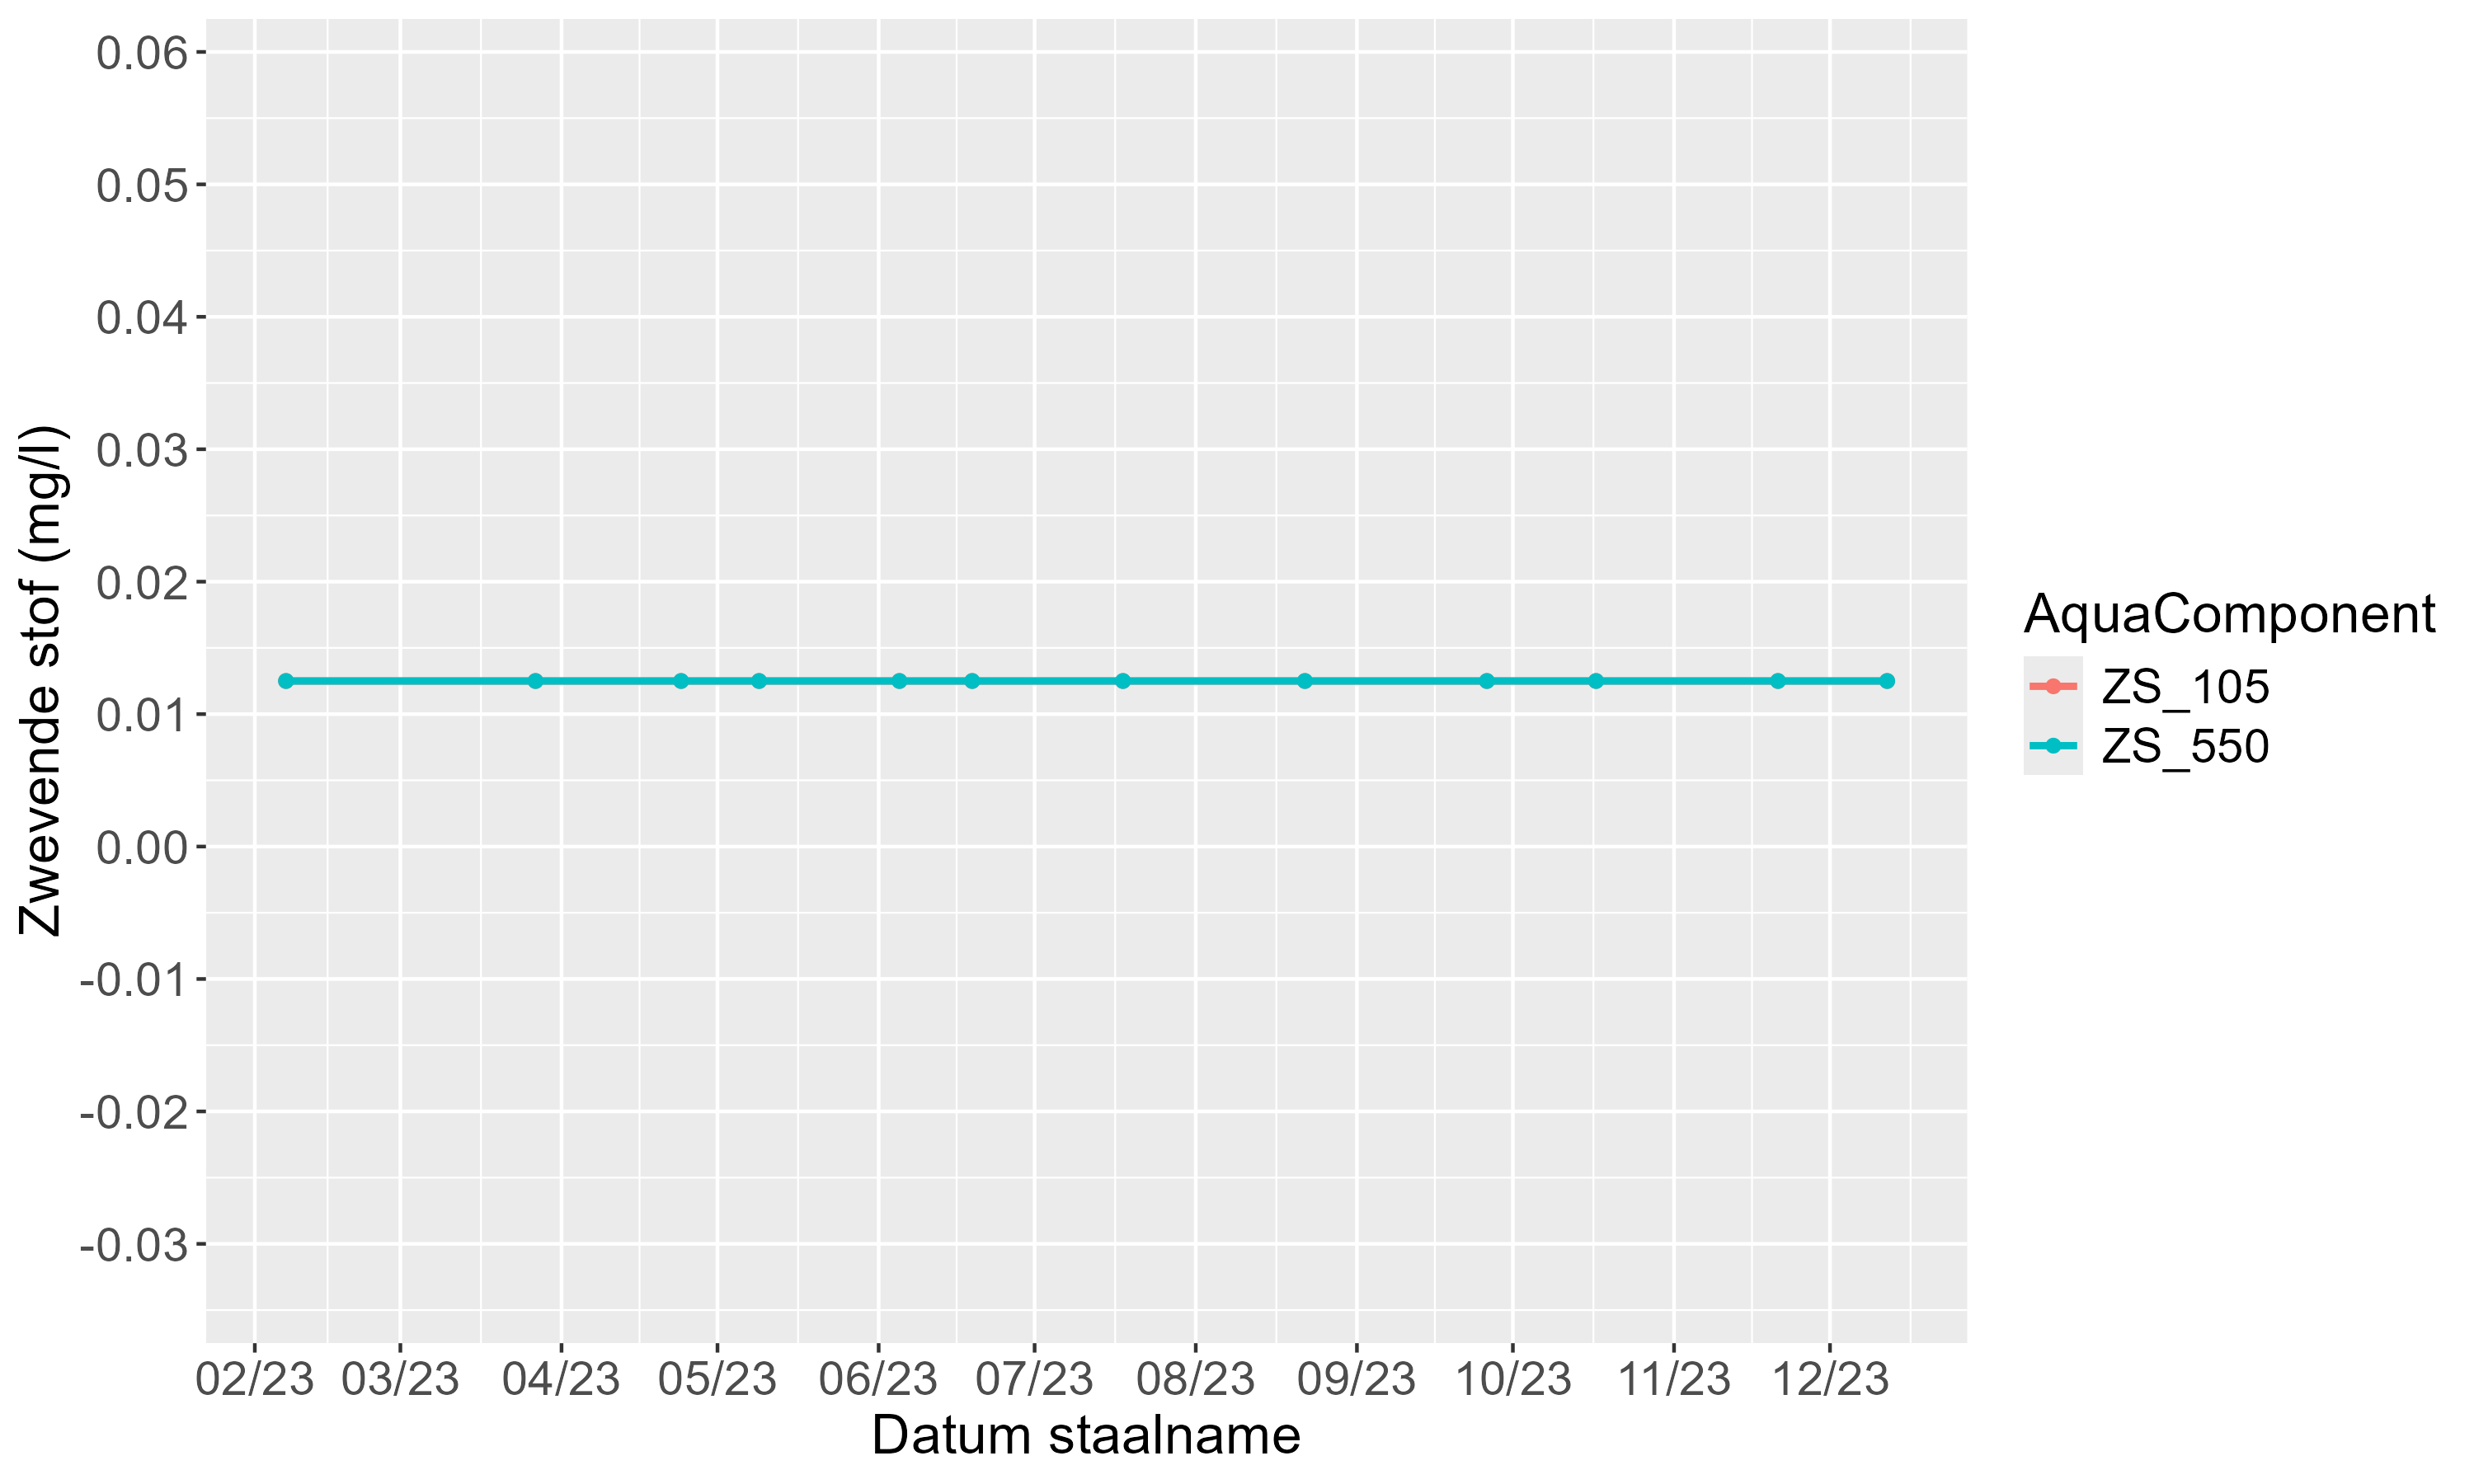 0.06
0.05
0.04
0.03
0.02
0.01
0.00
-0.01
-0.02
-0.03
Zwevende stof (mg/l)
02/23 03/23 04/23 05/23 06/23 07/23 08/23 09/23 10/23 11/23 12/23
Datum staalname
AquaComponent
ZS_105
ZS_550